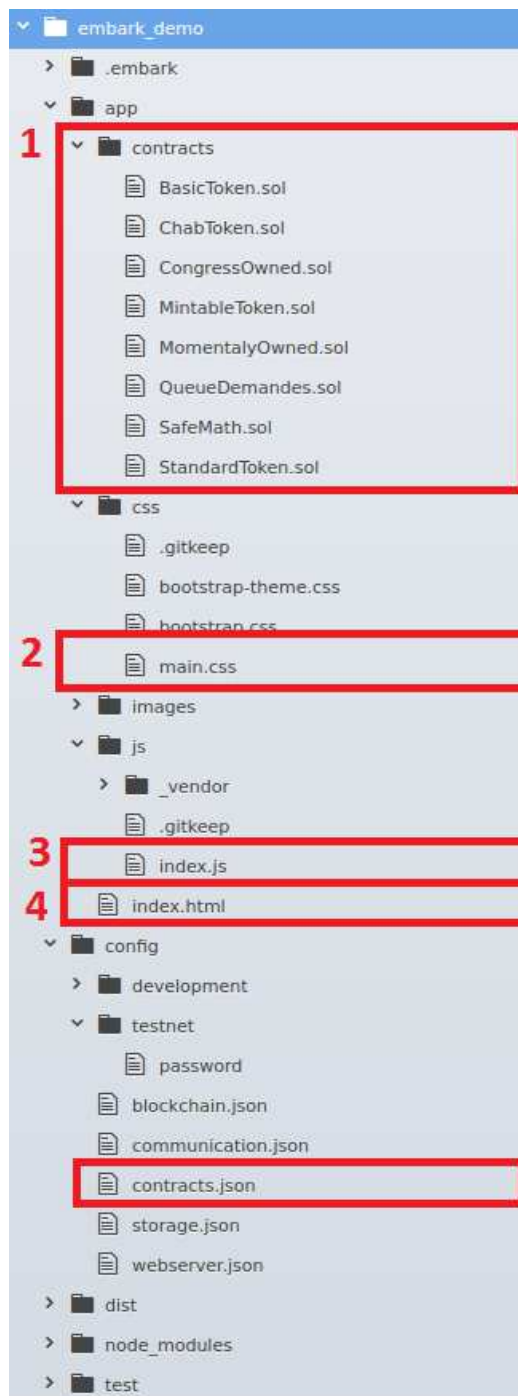 embark_demo
.embark
app
1
contracts
BasicToken.sol
ChabToken.sol
CongressOwned.sol
MintableToken.sol
MomentalyOwned.sol
QueueDemandes.sol
SafeMath.sol
StandardToken.sol
css
.gitkeep
bootstrap-theme.css
bootstrap.css
2
main.css
images
js
_vendor
.gitkeep
3
index.js
4
index.html
config
development
testnet
password
blockchain.json
communication.json
contracts.json
storage.json
webserver.json
dist
node_modules
test